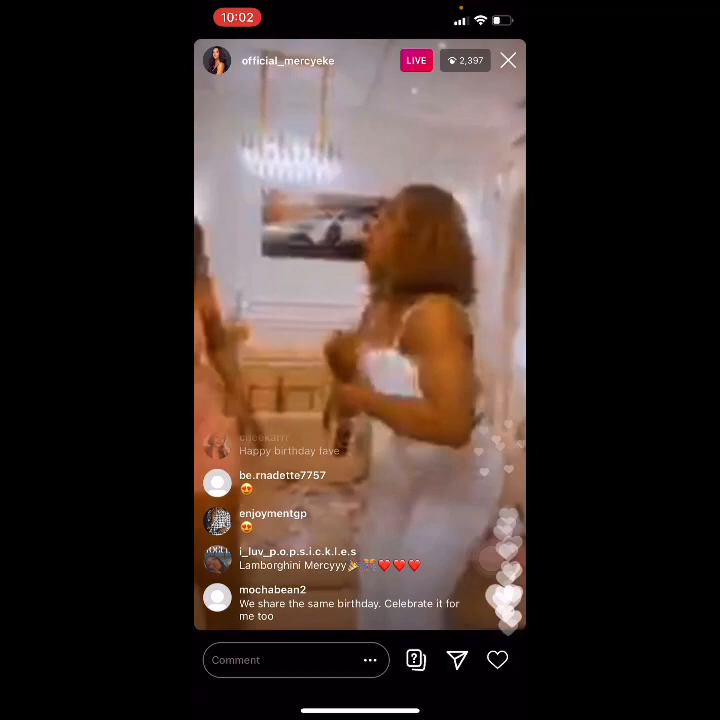 10:02
official_mercyeke
LIVE
2,397
cheekarrr
Happy birthday fave
be.rnadette7757
😍
enjoymentgp
😍
i_luv_p.o.p.s.i.c.k.l.e.s
Lamborghini Mercyyy🎉🎊❤️❤️❤️
mochabean2
We share the same birthday. Celebrate it for
me too
Comment